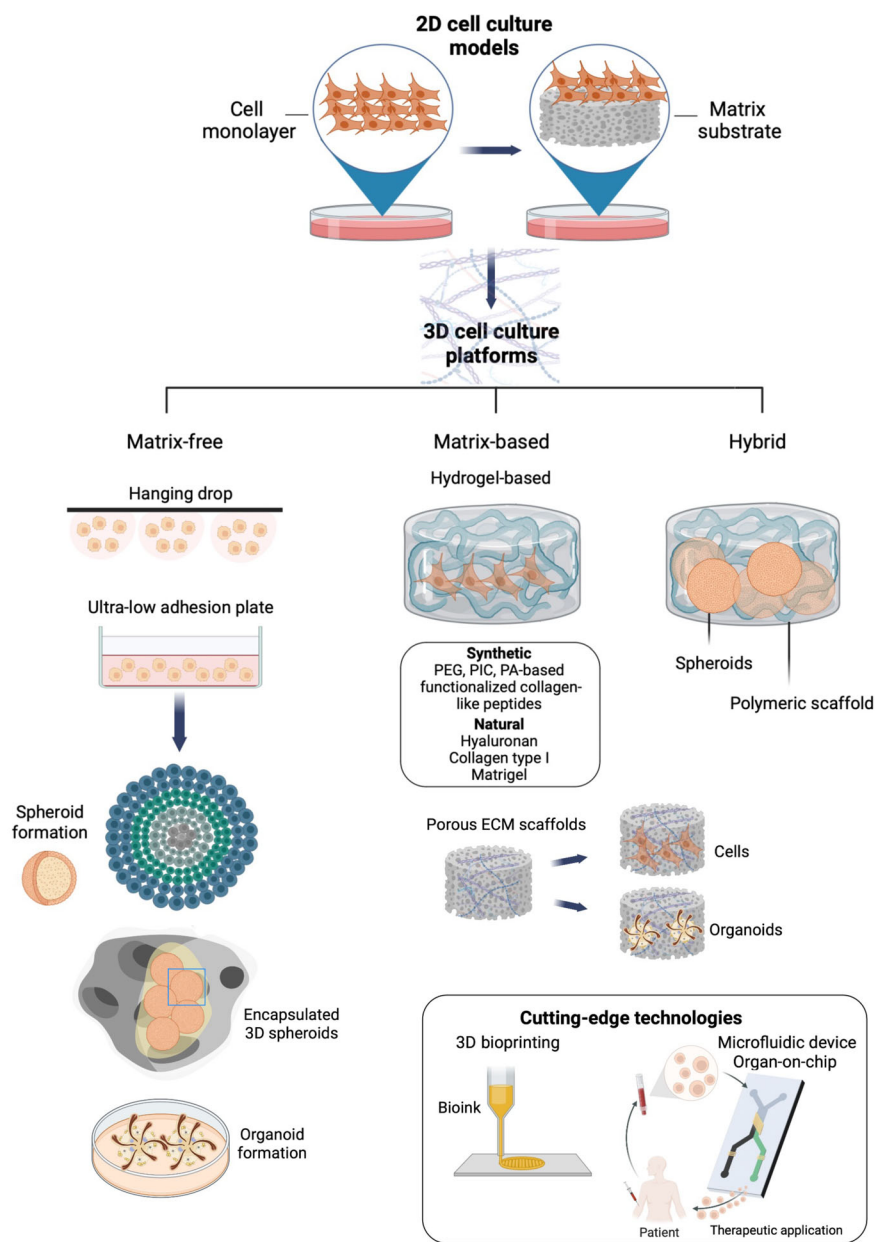 2D cell culture
models
Cell
monolayer
Matrix
substrate
3D cell culture
platforms
Matrix-free
Hanging drop
Ultra-low adhesion plate
Spheroid
formation
Encapsulated
3D spheroids
Organoid
formation
Matrix-based
Hydrogel-based
Synthetic
PEG, PIC, PA-based
functionalized collagen-
like peptides
Natural
Hyaluronan
Collagen type I
Matrigel
Porous ECM scaffolds
Cells
Organoids
Hybrid
Spheroids
Polymeric scaffold
Cutting-edge technologies
3D bioprinting
Bioink
Microfluidic device
Organ-on-chip
Patient
Therapeutic application